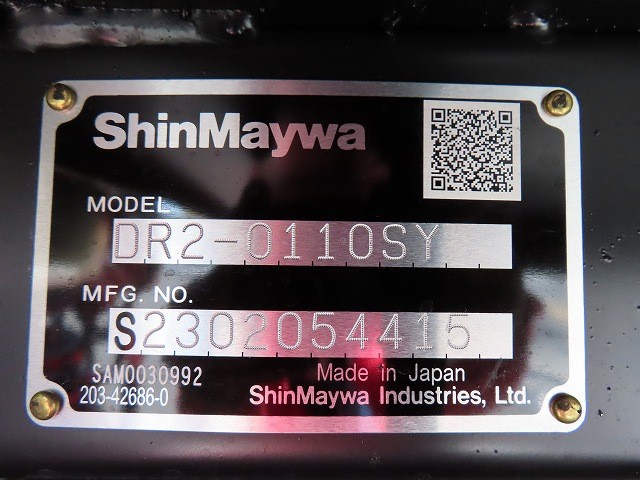 ShinMaywa
MODEL
DR2-0110SY
MFG. NO.
S2302054415
SAM0030992
203-42686-0
Made in Japan
ShinMaywa Industries, Ltd.